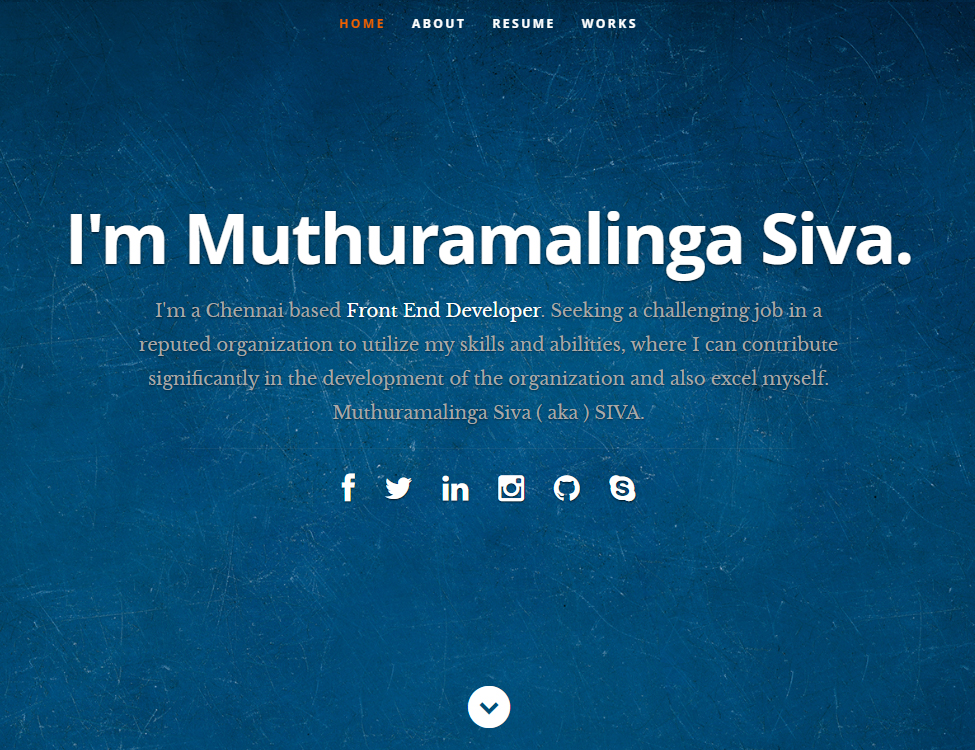 HOME ABOUT RESUME WORKS
I'm Muthuramalinga Siva.
I'm a Chennai based Front End Developer. Seeking a challenging job in a
reputed organization to utilize my skills and abilities, where I can contribute
significantly in the development of the organization and also excel myself.
Muthuramalinga Siva ( aka ) SIVA.